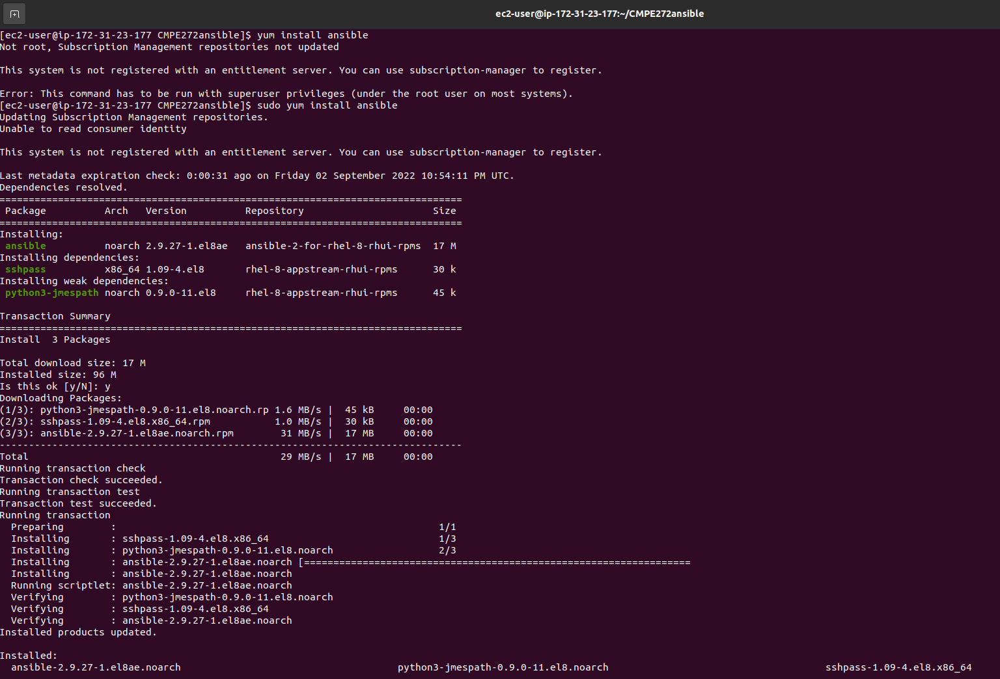 ec2-user@ip-172-31-23-177:~/CMPE272ansible
[ec2-user@ip-172-31-23-177 CMPE272ansible]$ yum install ansible
Not root, Subscription Management repositories not updated
This system is not registered with an entitlement server. You can use subscription-manager to register.
Error: This command has to be run with superuser privileges (under the root user on most systems).
[ec2-user@ip-172-31-23-177 CMPE272ansible]$ sudo yum install ansible
Updating Subscription Management repositories.
Unable to read consumer identity
This system is not registered with an entitlement server. You can use subscription-manager to register.
Last metadata expiration check: 0:00:31 ago on Friday 02 September 2022 10:54:11 PM UTC.
Dependencies resolved.
===============================================================================
 Package          Arch   Version          Repository                      Size
===============================================================================
Installing:
 ansible          noarch 2.9.27-1.el8ae   ansible-2-for-rhel-8-rhui-rpms  17 M
Installing dependencies:
 sshpass          x86_64 1.09-4.el8       rhel-8-appstream-rhui-rpms      30 k
Installing weak dependencies:
 python3-jmespath noarch 0.9.0-11.el8     rhel-8-appstream-rhui-rpms      45 k
Transaction Summary
===============================================================================
Install  3 Packages
Total download size: 17 M
Installed size: 96 M
Is this ok [y/N]: y
Downloading Packages:
(1/3): python3-jmespath-0.9.0-11.el8.noarch.rp 1.6 MB/s |  45 kB     00:00
(2/3): sshpass-1.09-4.el8.x86_64.rpm           1.0 MB/s |  30 kB     00:00
(3/3): ansible-2.9.27-1.el8ae.noarch.rpm        31 MB/s |  17 MB     00:00
-------------------------------------------------------------------------------
Total                                           29 MB/s |  17 MB     00:00
Running transaction check
Transaction check succeeded.
Running transaction test
Transaction test succeeded.
Running transaction
  Preparing        :                                                       1/1
  Installing       : sshpass-1.09-4.el8.x86_64                             1/3
  Installing       : python3-jmespath-0.9.0-11.el8.noarch                  2/3
  Installing       : ansible-2.9.27-1.el8ae.noarch [==================================================================
  Installing       : ansible-2.9.27-1.el8ae.noarch
  Running scriptlet: ansible-2.9.27-1.el8ae.noarch
  Verifying        : python3-jmespath-0.9.0-11.el8.noarch
  Verifying        : sshpass-1.09-4.el8.x86_64
  Verifying        : ansible-2.9.27-1.el8ae.noarch
Installed products updated.
Installed:
  ansible-2.9.27-1.el8ae.noarch                                     python3-jmespath-0.9.0-11.el8.noarch                                     sshpass-1.09-4.el8.x86_64